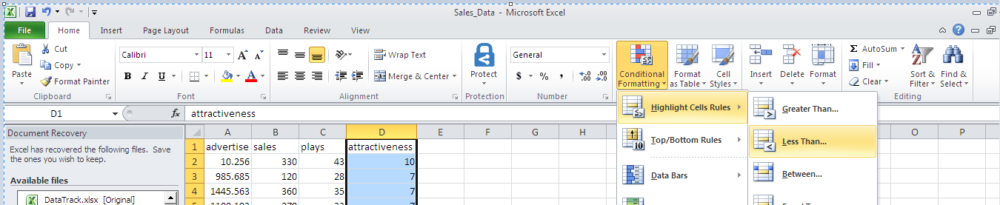 Sales_Data - Microsoft Excel
File Home Insert Page Layout Formulas Data Review View
Cut
Copy
Format Painter
Paste
Clipboard
Calibri 11
B I U A
Font
Wrap Text
Merge & Center
Alignment
Protect
Protection
General
$ % ,
Number
Conditional Formatting
Format as Table
Cell Styles
Insert
Delete
Format
Σ AutoSum
Fill
Clear
Sort & Filter
Find & Select
Editing
D1 fx attractiveness
Highlight Cells Rules
Top/Bottom Rules
Data Bars
Greater Than...
Less Than...
Between...
Document Recovery
Excel has recovered the following files. Save
the ones you wish to keep.
Available files
DataTrack.xlsx [Original]
A B C D E F G H O P
1 advertise sales plays attractiveness
2 10.256 330 43 10
3 985.685 120 28 7
4 1445.563 360 35 7